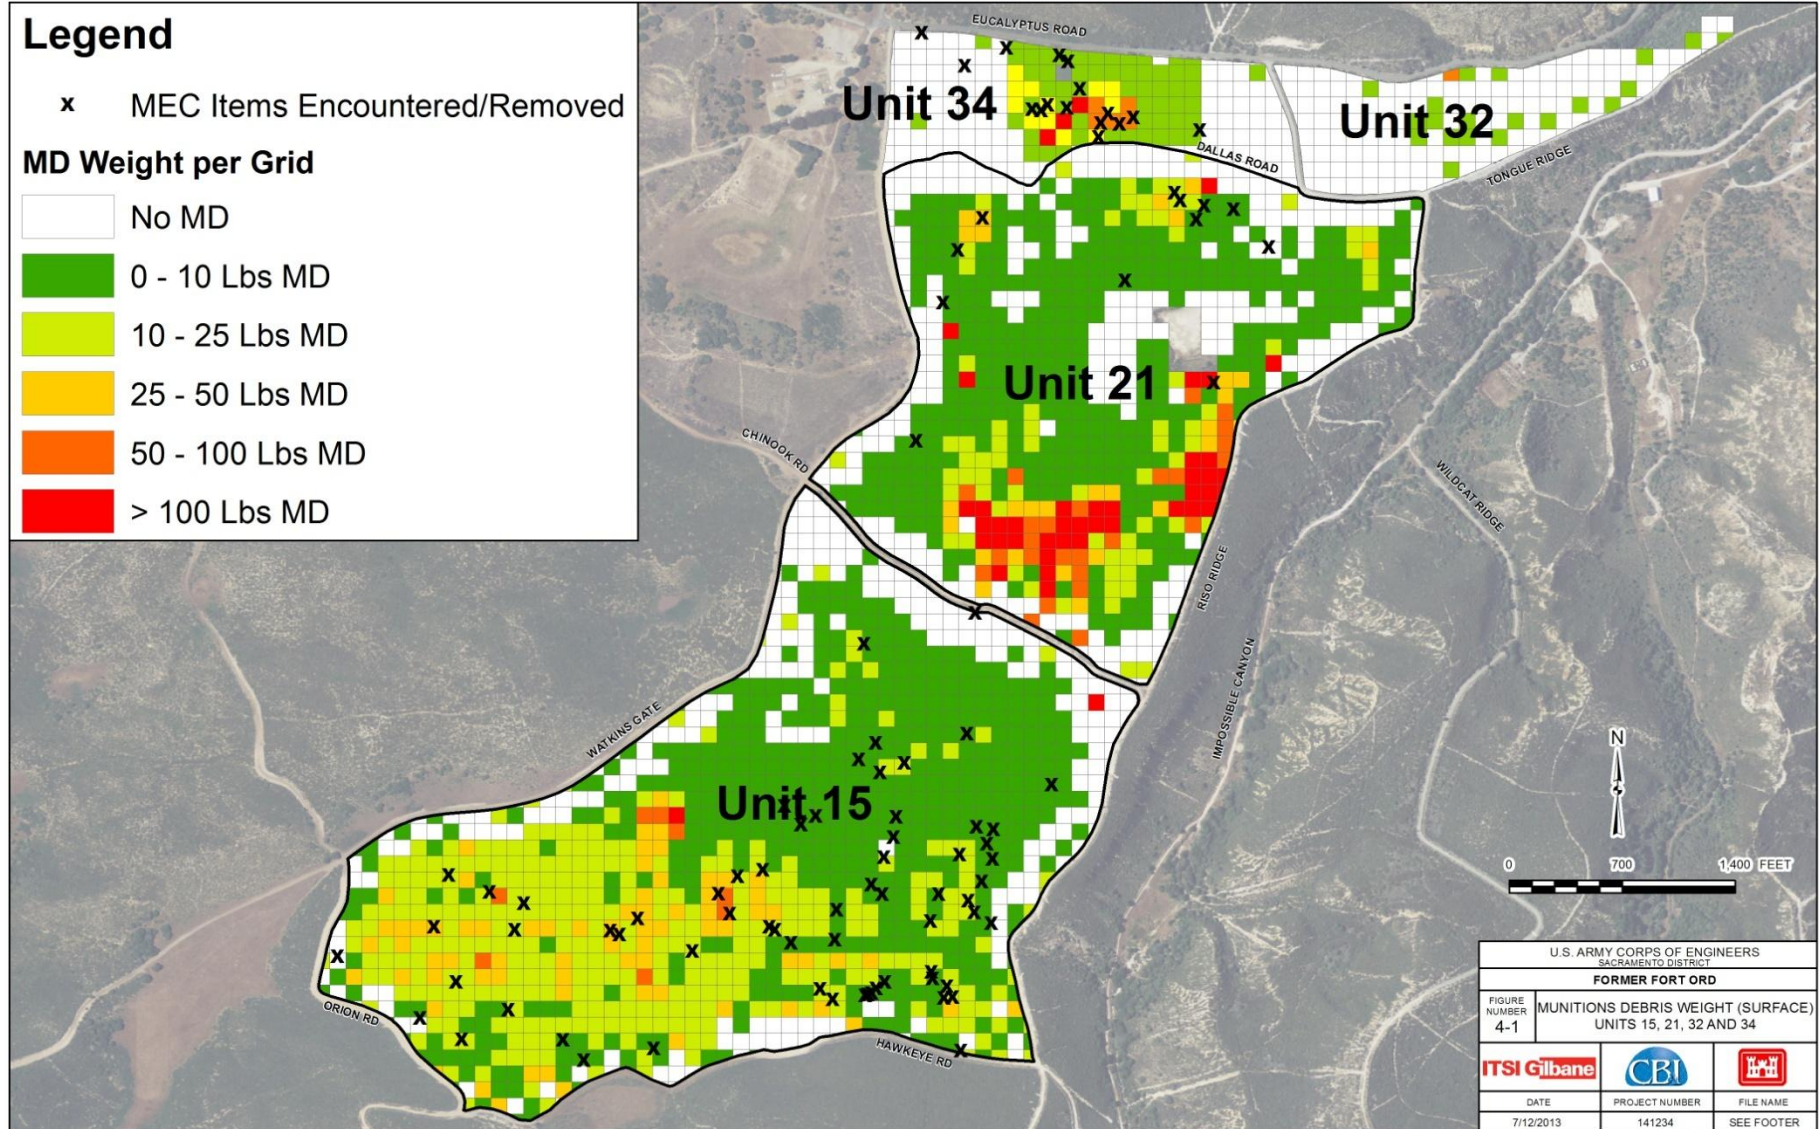 Legend
x MEC Items Encountered/Removed
MD Weight per Grid
No MD
0 - 10 Lbs MD
10 - 25 Lbs MD
25 - 50 Lbs MD
50 - 100 Lbs MD
> 100 Lbs MD
EUCALYPTUS ROAD
Unit 34
Unit 32
DALLAS ROAD
TONGUE RIDGE
Unit 21
CHINOOK RD
WILDCAT RIDGE
RISO RIDGE
IMPOSSIBLE CANYON
WATKINS GATE
Unit 15
ORION RD
HAWKEYE RD
N
0 700 1,400 FEET
U.S. ARMY CORPS OF ENGINEERS
SACRAMENTO DISTRICT
FORMER FORT ORD
FIGURE
NUMBER
4-1
MUNITIONS DEBRIS WEIGHT (SURFACE)
UNITS 15, 21, 32 AND 34
ITSI Gilbane
CBI
DATE
7/12/2013
PROJECT NUMBER
141234
FILE NAME
SEE FOOTER